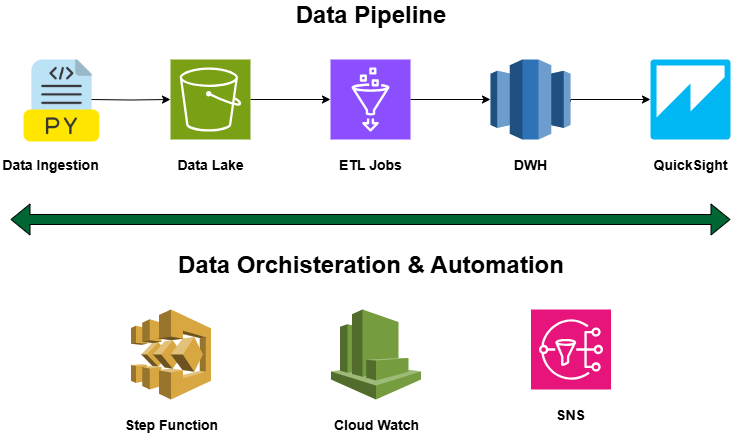 Data Pipeline
</>
PY
Data Ingestion
Data Lake
ETL Jobs
DWH
QuickSight
Data Orchisteration & Automation
Step Function
Cloud Watch
SNS